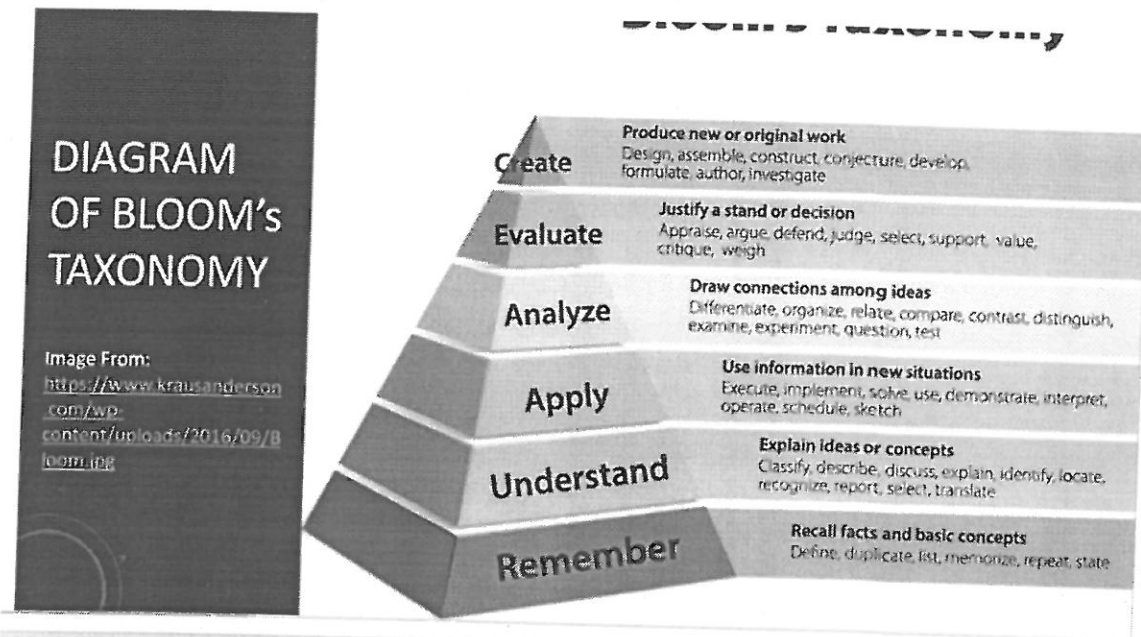 Bloom's Taxonomy
DIAGRAM
OF BLOOM's
TAXONOMY
Image From:
https://www.krausanderson
.com/wp-
content/uploads/2016/09/B
loom.jpg
Create
Produce new or original work
Design, assemble, construct, conjecture, develop,
formulate, author, investigate
Evaluate
Justify a stand or decision
Appraise, argue, defend, judge, select, support, value,
critique, weigh
Analyze
Draw connections among ideas
Differentiate, organize, relate, compare, contrast, distinguish,
examine, experiment, question, test
Apply
Use information in new situations
Execute, implement, solve, use, demonstrate, interpret,
operate, schedule, sketch
Understand
Explain ideas or concepts
Classify, describe, discuss, explain, identify, locate,
recognize, report, select, translate
Remember
Recall facts and basic concepts
Define, duplicate, list, memorize, repeat, state